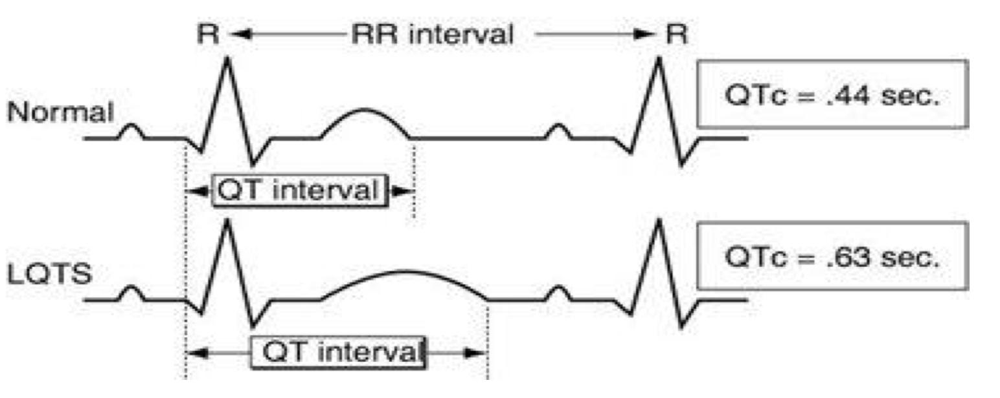 R RR interval R
Normal
QTc = .44 sec.
QT interval
LQTS
QTc = .63 sec.
QT interval